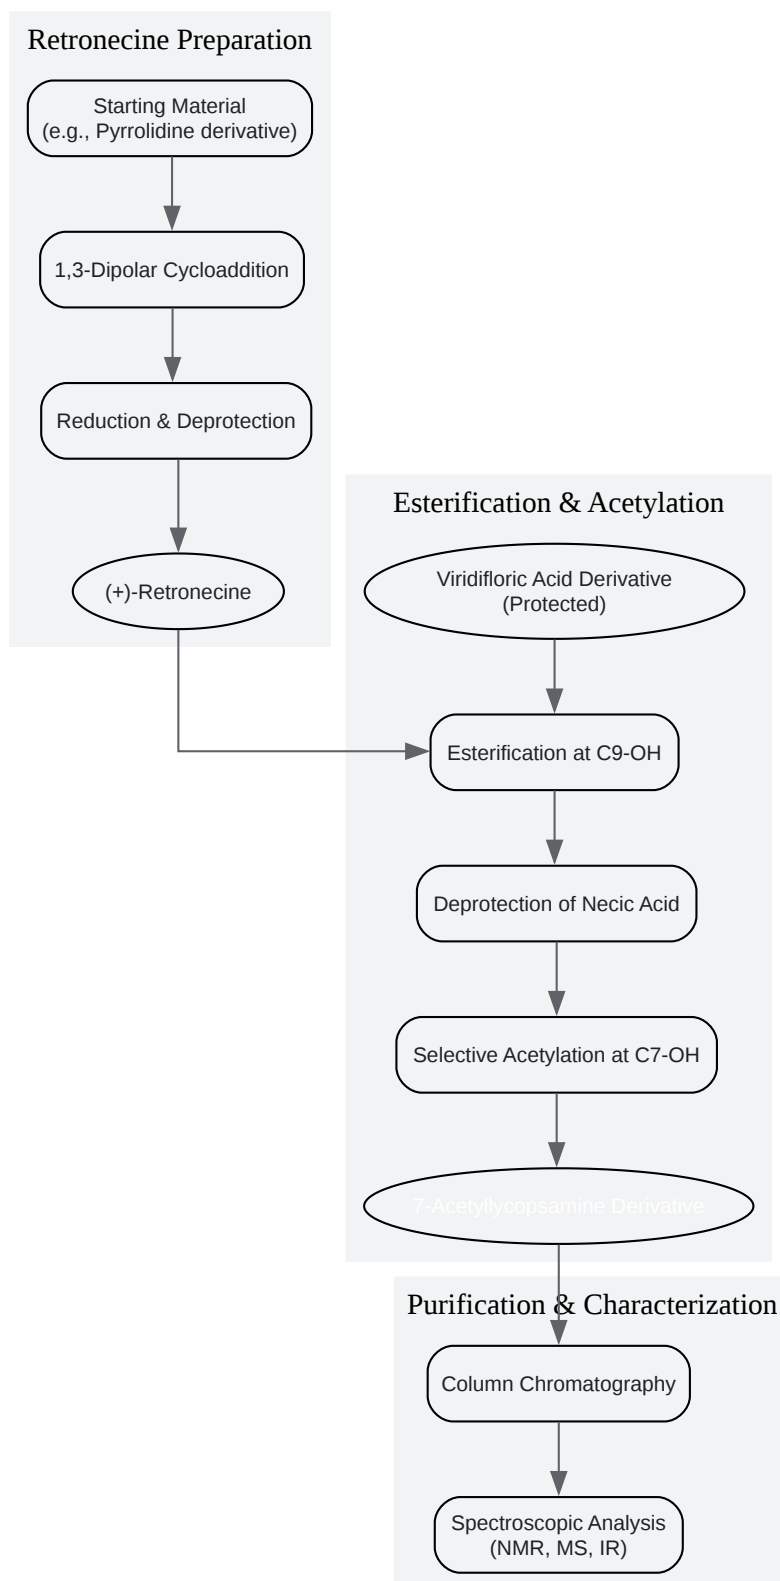 Retronecine Preparation
Starting Material
(e.g., Pyrrolidine derivative)
1,3-Dipolar Cycloaddition
Reduction & Deprotection
(+)-Retronecine
Esterification & Acetylation
Viridifloric Acid Derivative
(Protected)
Esterification at C9-OH
Deprotection of Necic Acid
Selective Acetylation at C7-OH
7-Acetyllycopsamine Derivative
Purification & Characterization
Column Chromatography
Spectroscopic Analysis
(NMR, MS, IR)